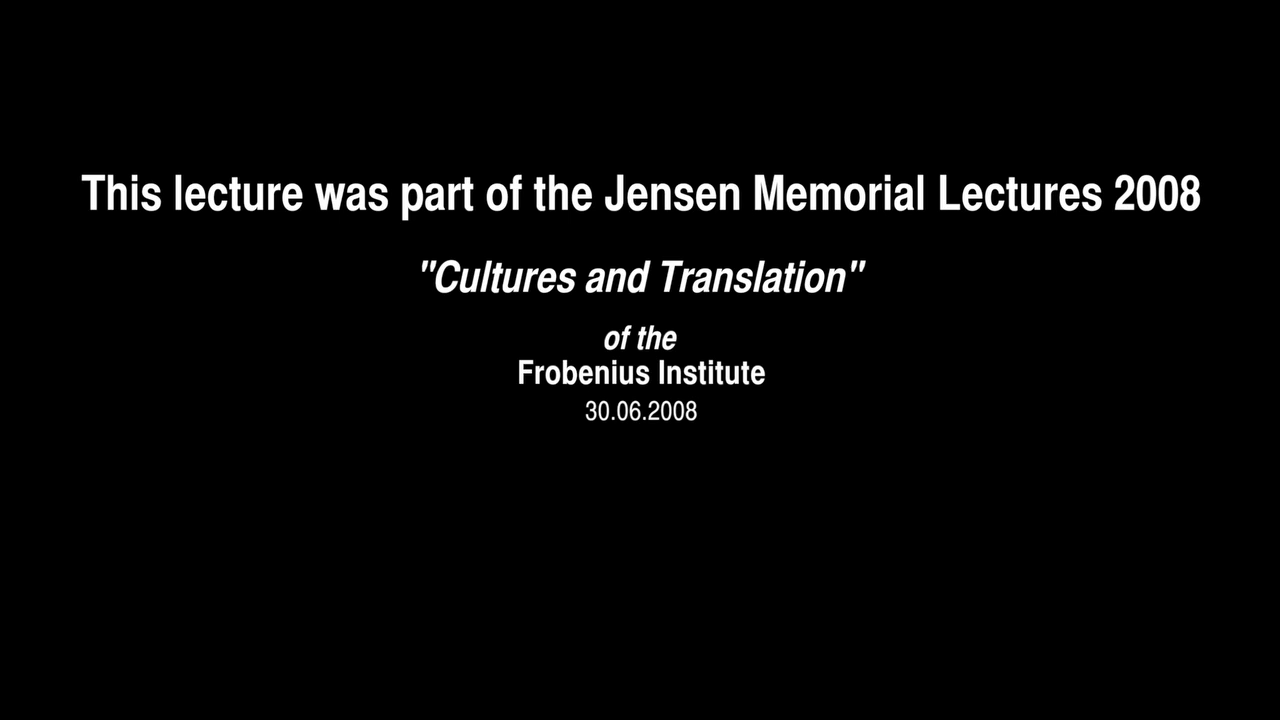 This lecture was part of the Jensen Memorial Lectures 2008
"Cultures and Translation"
of the
Frobenius Institute
30.06.2008